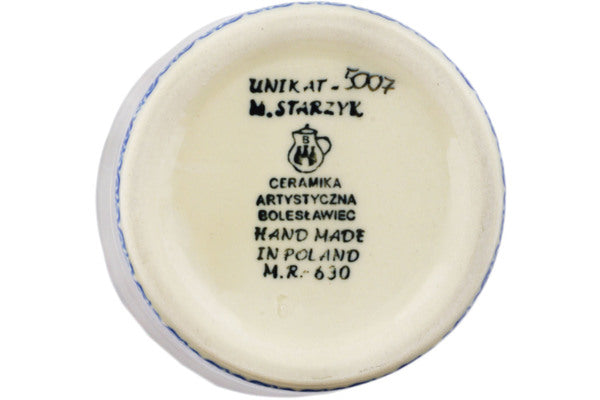 UNIKAT-5007
M.STARZYK
B
CERAMIKA
ARTYSTYCZNA
BOLESŁAWIEC
HAND MADE
IN POLAND
M.R.-630